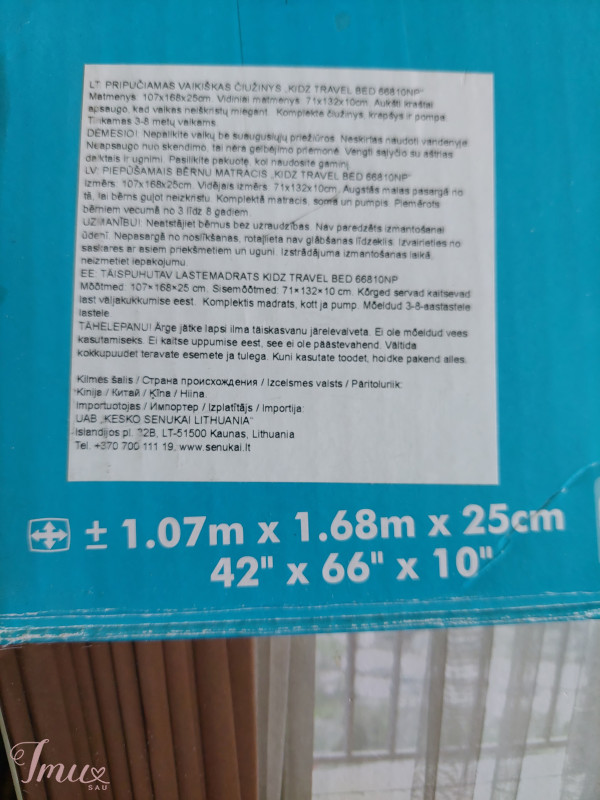 LT: PRIPUČIAMAS VAIKIŠKAS ČIUŽINYS „KIDZ TRAVEL BED 66810NP"
Matmenys: 107x168x25cm. Vidiniai matmenys: 71x132x10cm. Aukšti kraštai
apsaugo, kad vaikas neiškristų miegant. Komplekte čiužinys, krepšys ir pompa.
Tinkamas 3-8 metų vaikams.
DĖMESIO! Nepalikite vaikų be suaugusiųjų priežiūros. Neskirtas naudoti vandenyje.
Neapsaugo nuo skendimo, tai nėra gelbėjimo priemonė. Vengti sąlyčio su aštriais
daiktais ir ugnimi. Pasilikite pakuotę, kol naudosite gaminį.
LV: PIEPŪŠAMAIS BĒRNU MATRACIS „KIDZ TRAVEL BED 66810NP"
Izmērs: 107x168x25cm. Vidējais izmērs: 71x132x10cm. Augstās malas pasargā no
tā, lai bērns guļot neizkristu. Komplektā matracis, soma un pumpis. Piemērots
bērniem vecumā no 3 līdz 8 gadiem.
UZMANĪBU! Neatstājiet bērnus bez uzraudzības. Nav paredzēts izmantošanai
ūdenī. Nepasargā no noslīkšanas, rotaļlieta nav glābšanas līdzeklis. Izvairieties no
saskares ar asiem priekšmetiem un uguni. Izstrādājuma izmantošanas laikā,
neizmetiet iepakojumu.
EE: TÄISPUHUTAV LASTEMADRATS KIDZ TRAVEL BED 66810NP
Mõõtmed: 107×168×25 cm. Sisemõõtmed: 71×132×10 cm. Kõrged servad kaitsevad
last väljakukkumise eest. Komplektis madrats, kott ja pump. Mõeldud 3-8-aastastele
lastele.
TÄHELEPANU! Ärge jätke lapsi ilma täiskasvanu järelevalveta. Ei ole mõeldud vees
kasutamiseks. Ei kaitse uppumise eest, see ei ole päästevahend. Vältida
kokkupuudet teravate esemete ja tulega. Kuni kasutate toodet, hoidke pakend alles.
Kilmės šalis / Страна происхождения / Izcelsmes valsts / Päritoluriik:
Kinija / Китай / Ķīna / Hiina.
Importuotojas / Импортер / Izplatītājs / Importija:
UAB „KESKO SENUKAI LITHUANIA"
Islandijos pl. 32B, LT-51500 Kaunas, Lithuania
Tel. +370 700 111 19, www.senukai.lt
± 1.07m x 1.68m x 25cm
42" x 66" x 10"
Imu
SAU